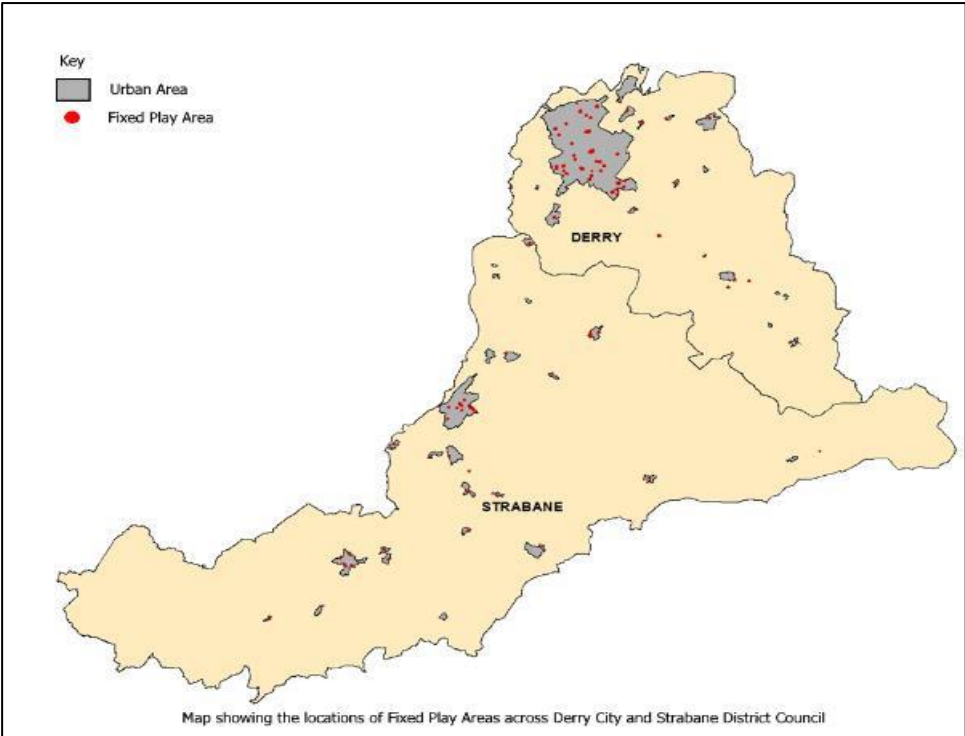 Key
Urban Area
Fixed Play Area
DERRY
STRABANE
Map showing the locations of Fixed Play Areas across Derry City and Strabane District Council